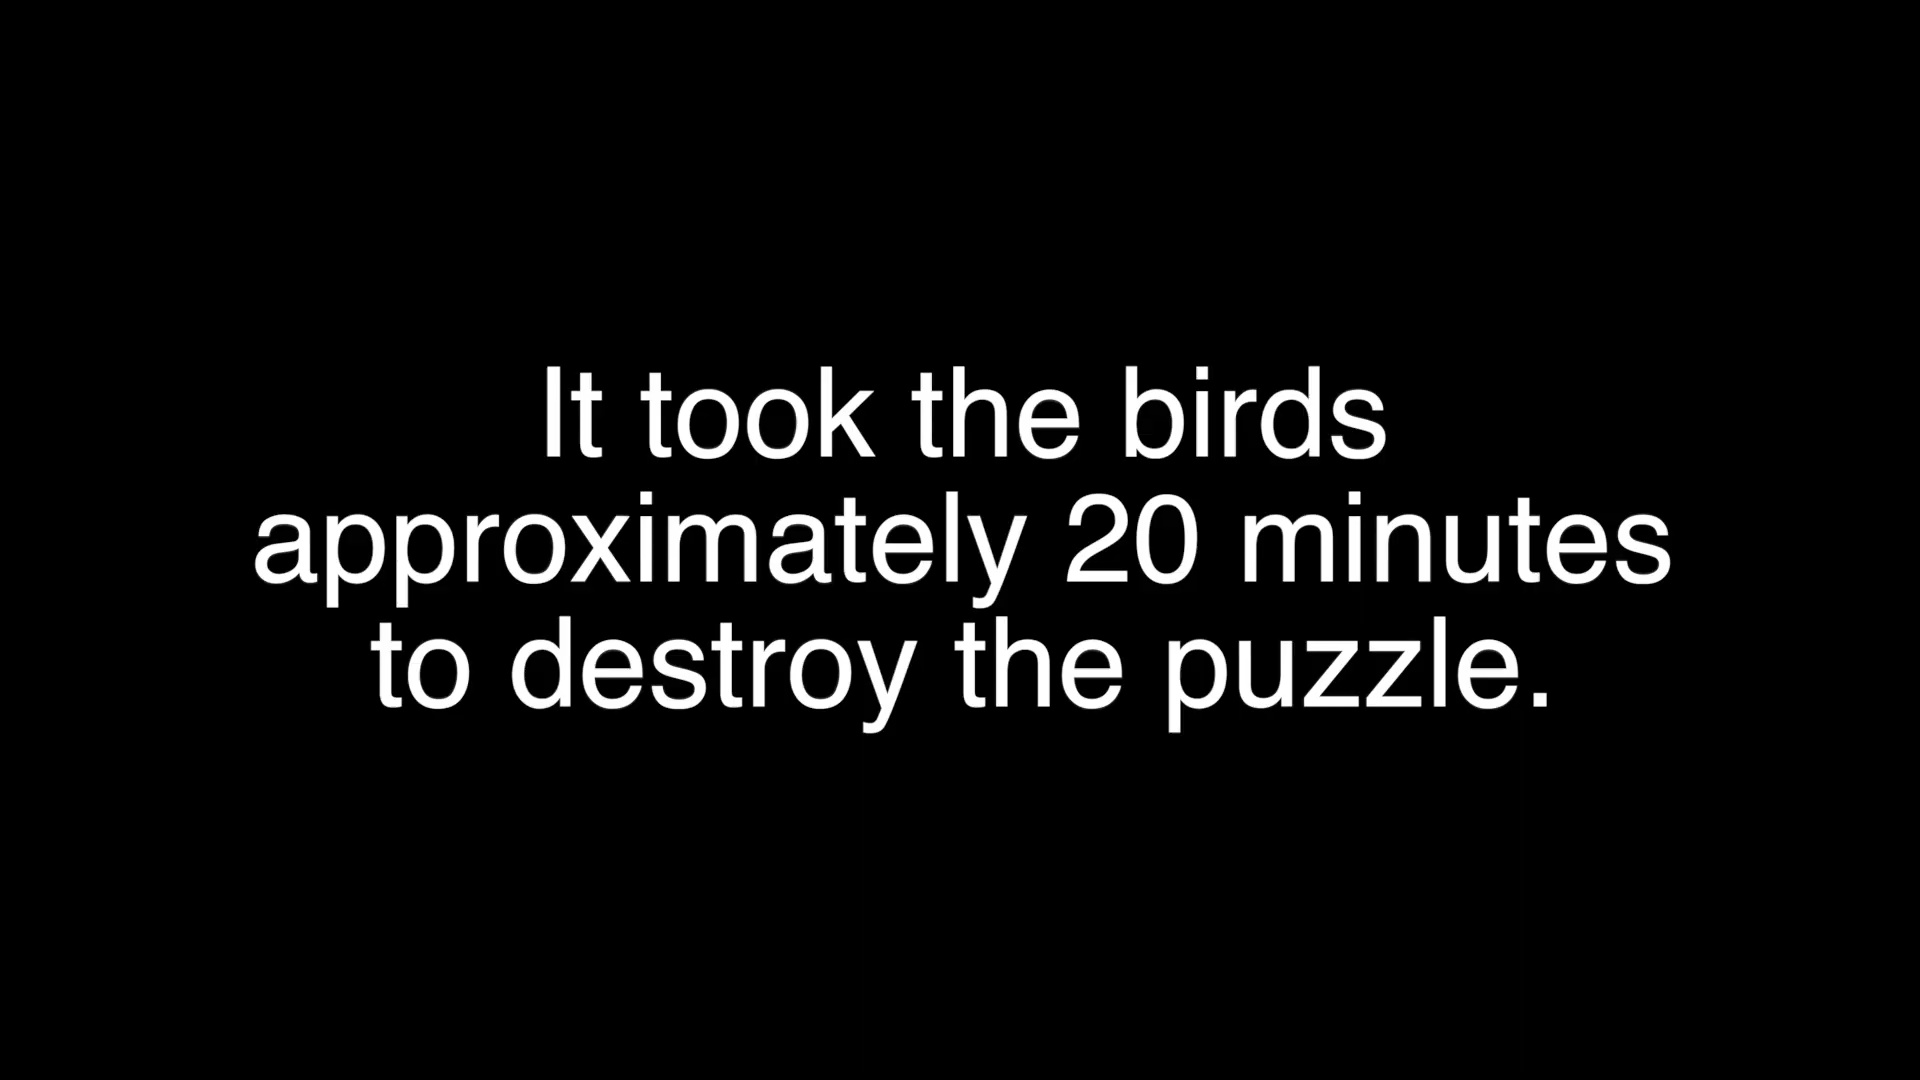 It took the birds
approximately 20 minutes
to destroy the puzzle.